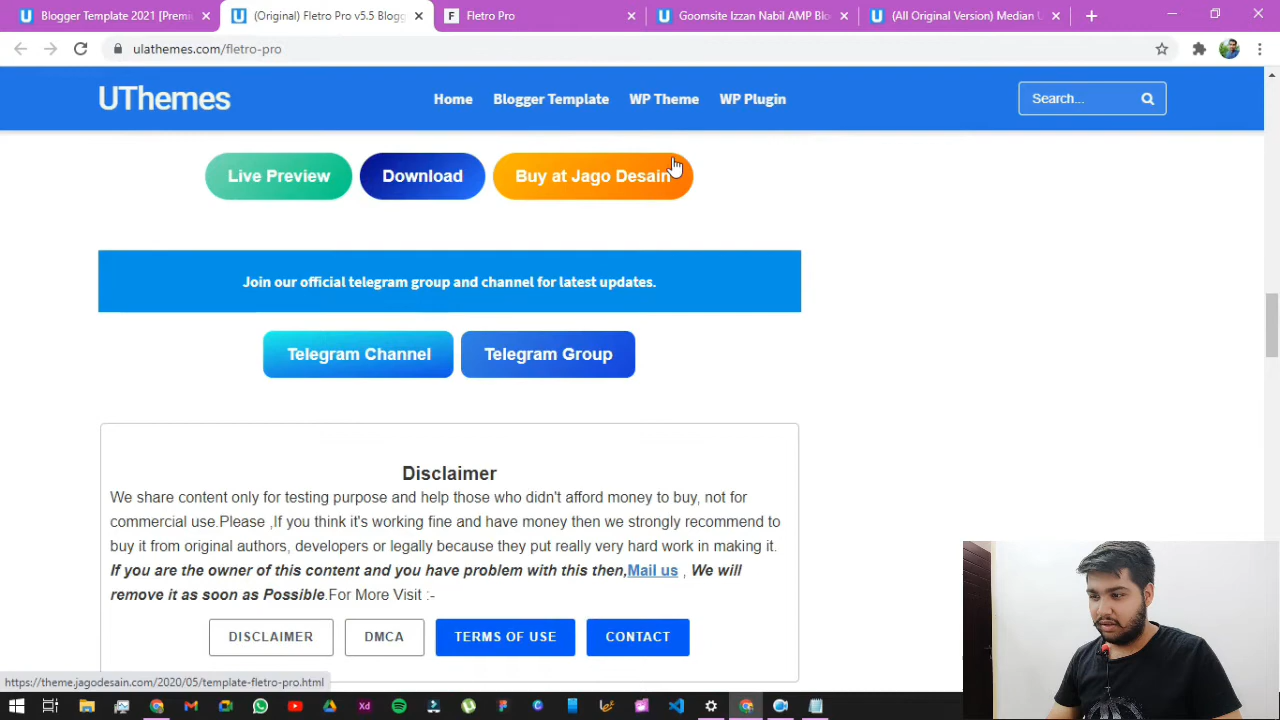 Blogger Template 2021 [Premi
(Original) Fletro Pro v5.5 Blogg
Fletro Pro
Goomsite Izzan Nabil AMP Blo
(All Original Version) Median U
ulathemes.com/fletro-pro
UThemes
Home
Blogger Template
WP Theme
WP Plugin
Search...
Live Preview
Download
Buy at Jago Desain
Join our official telegram group and channel for latest updates.
Telegram Channel
Telegram Group
Disclaimer
We share content only for testing purpose and help those who didn't afford money to buy, not for
commercial use.Please ,If you think it's working fine and have money then we strongly recommend to
buy it from original authors, developers or legally because they put really very hard work in making it.
If you are the owner of this content and you have problem with this then,Mail us , We will
remove it as soon as Possible.For More Visit :-
DISCLAIMER
DMCA
TERMS OF USE
CONTACT
https://theme.jagodesain.com/2020/05/template-fletro-pro.html